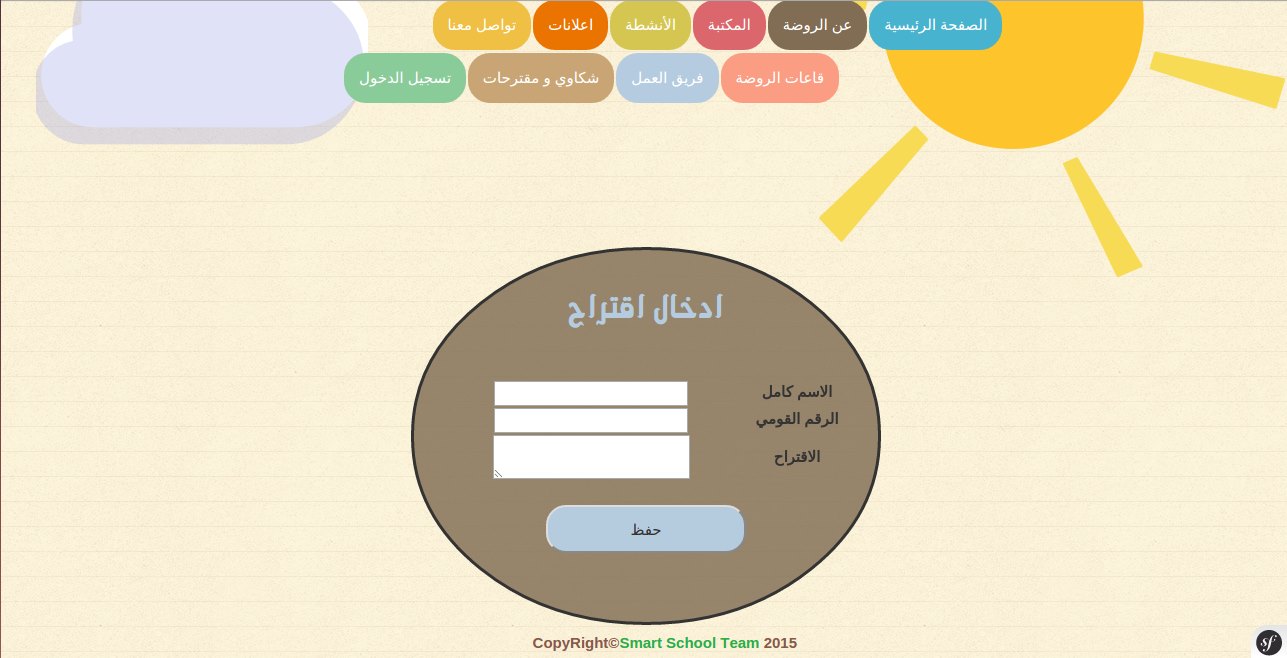 الصفحة الرئيسية عن الروضة المكتبة الأنشطة اعلانات تواصل معنا
قاعات الروضة فريق العمل شكاوي و مقترحات تسجيل الدخول
ادخال اقتراح
الاسم كامل
الرقم القومي
الاقتراح
حفظ
CopyRight©Smart School Team 2015
sf